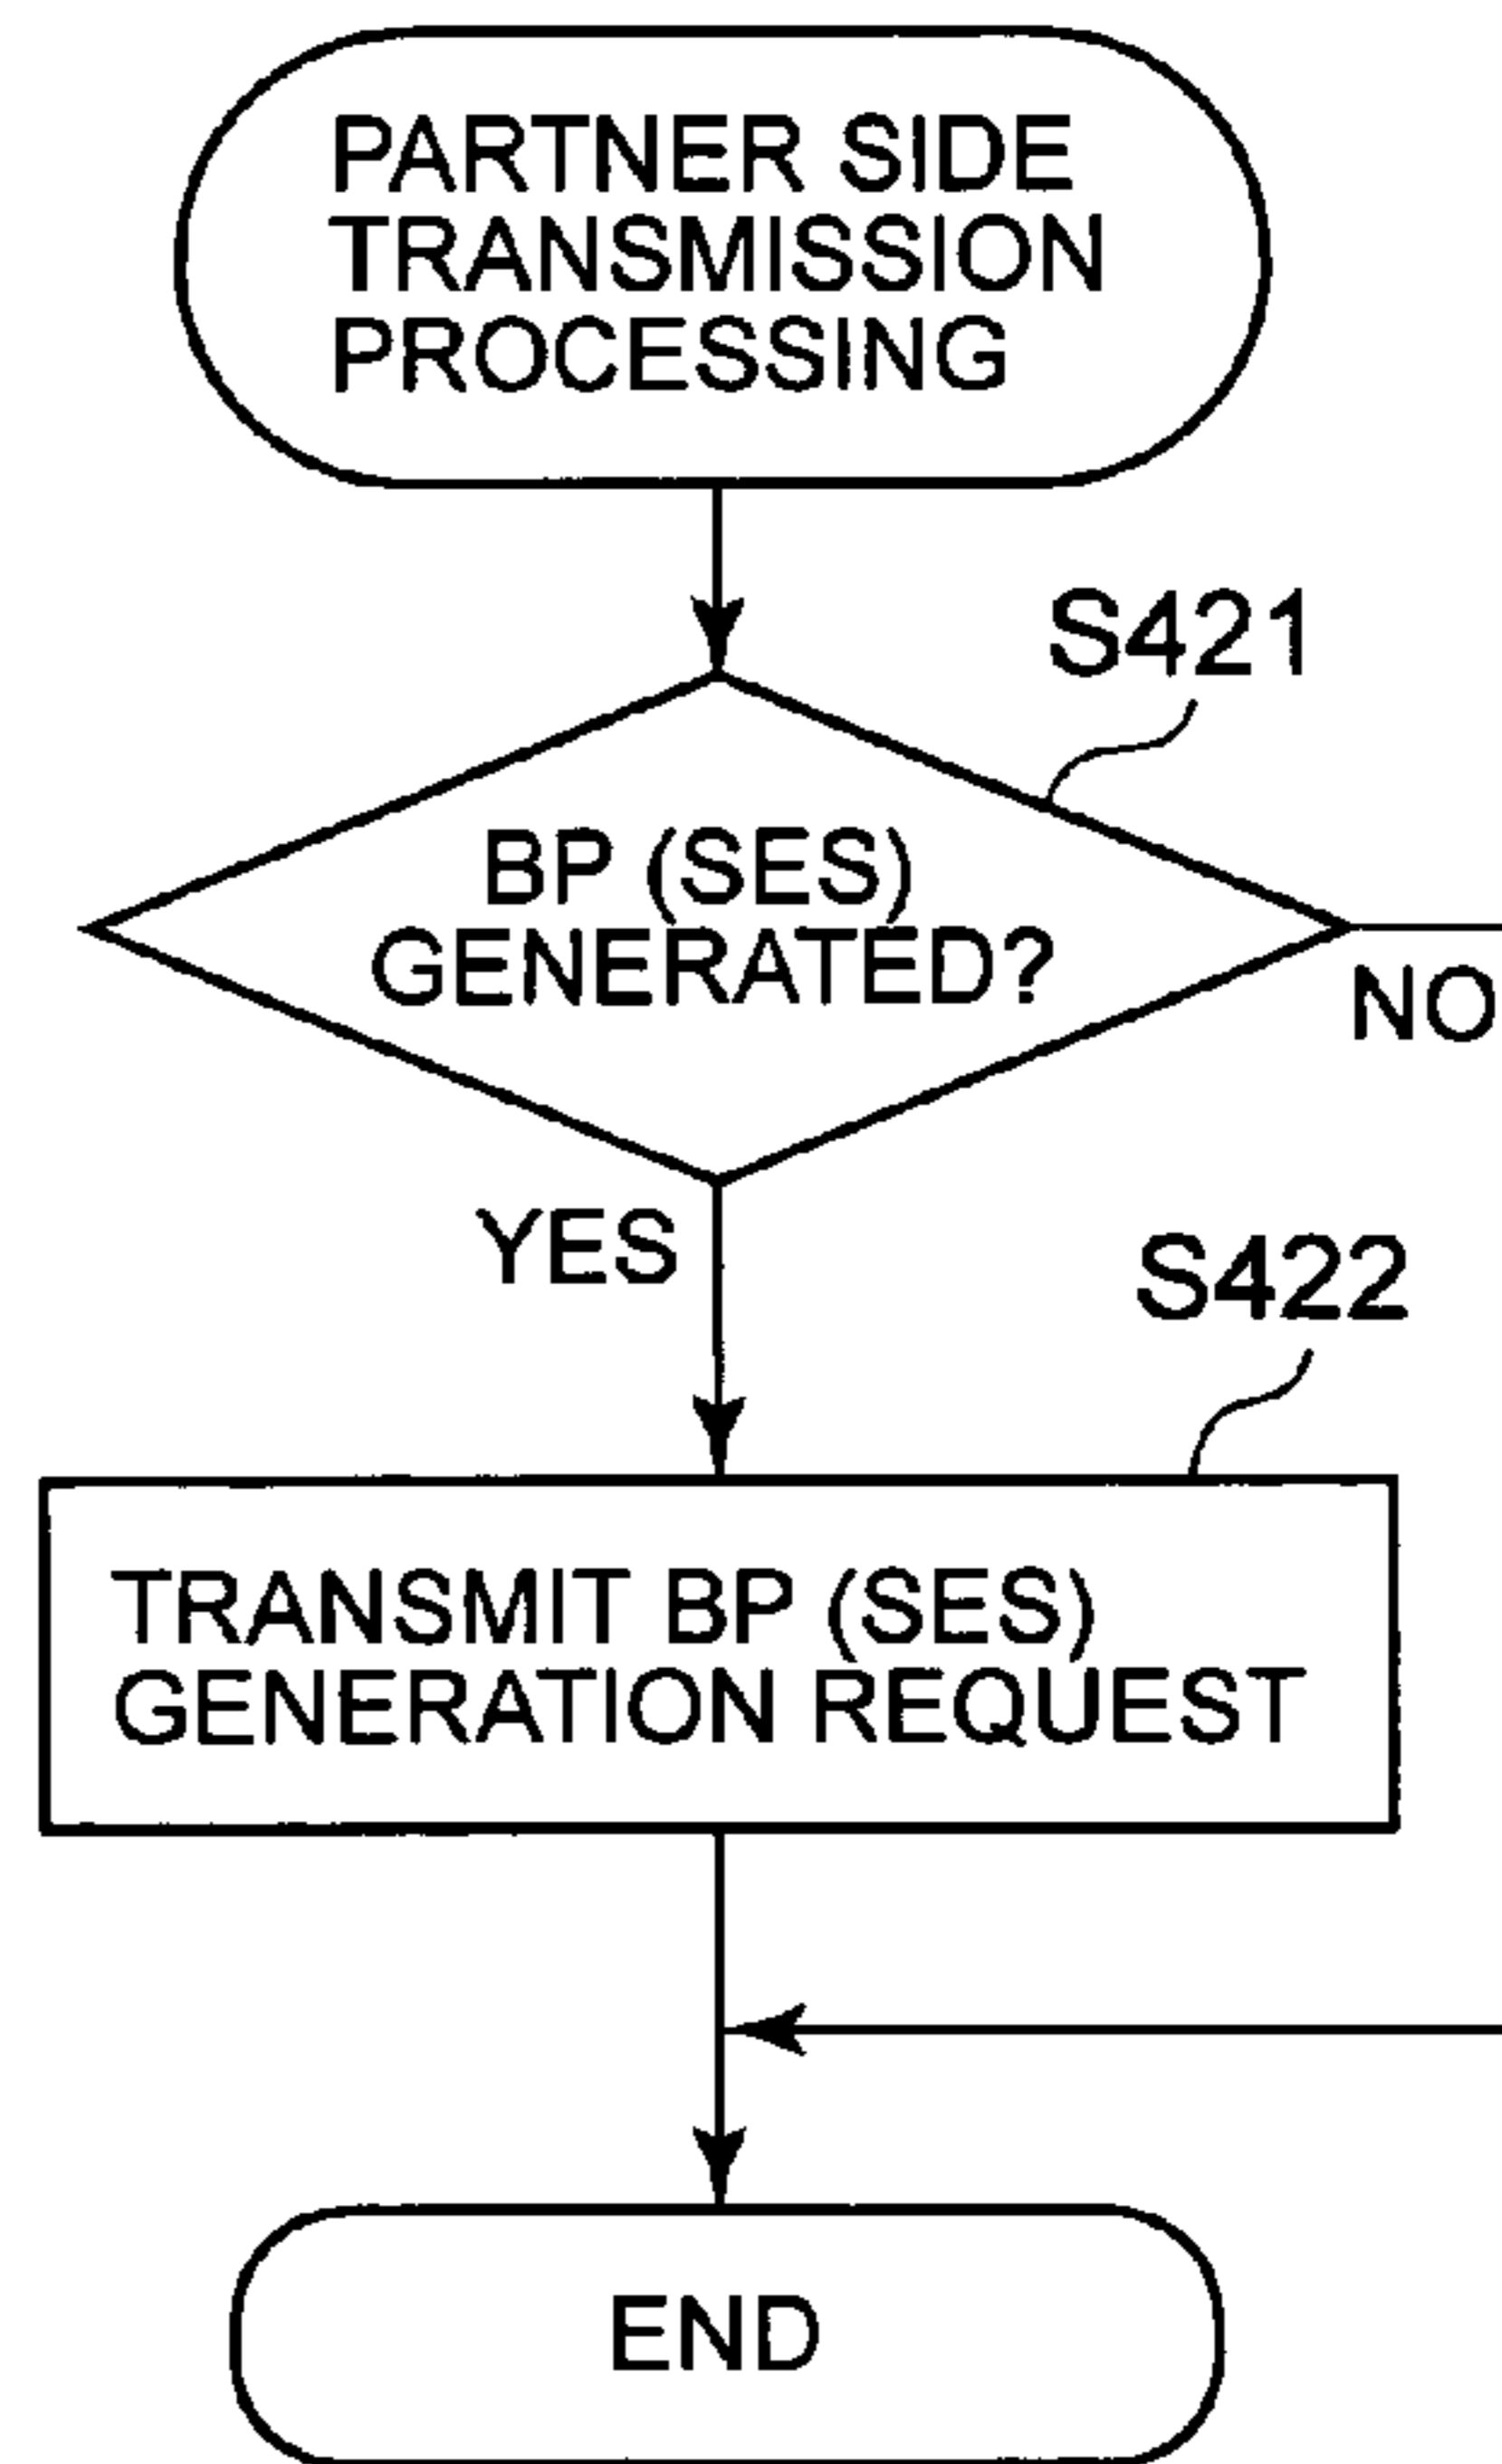 PARTNER SIDE
TRANSMISSION
PROCESSING
S421
BP (SES)
GENERATED?
NO
YES
S422
TRANSMIT BP (SES)
GENERATION REQUEST
END